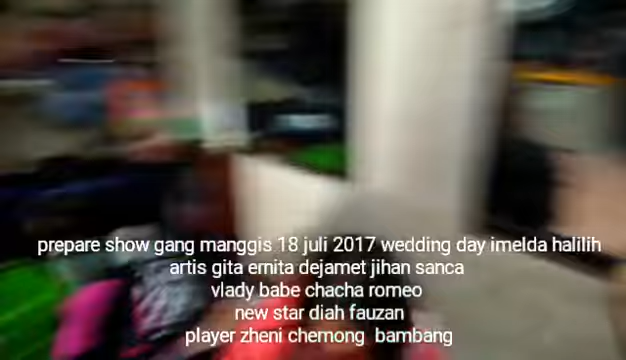 prepare show gang manggis 18 juli 2017 wedding day imelda halilih
artis gita ernita dejamet jihan sanca
vlady babe chacha romeo
new star diah fauzan
player zheni chemong bambang